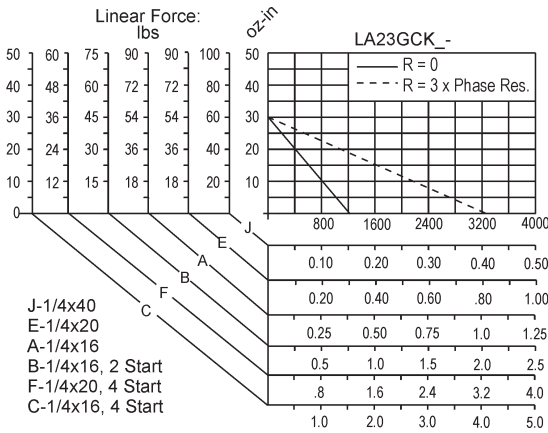 Linear Force:
lbs
oz-in
LA23GCK_-
R = 0
R = 3 x Phase Res.
50 60 75 90 90 100 50
40 48 60 72 72 80 40
30 36 45 54 54 60 30
20 24 30 36 36 40 20
10 12 15 18 18 20 10
0
800 1600 2400 3200 4000
J
0.10 0.20 0.30 0.40 0.50
E
0.20 0.40 0.60 .80 1.00
A
0.25 0.50 0.75 1.0 1.25
B
0.5 1.0 1.5 2.0 2.5
F
.8 1.6 2.4 3.2 4.0
C
1.0 2.0 3.0 4.0 5.0
J-1/4x40
E-1/4x20
A-1/4x16
B-1/4x16, 2 Start
F-1/4x20, 4 Start
C-1/4x16, 4 Start